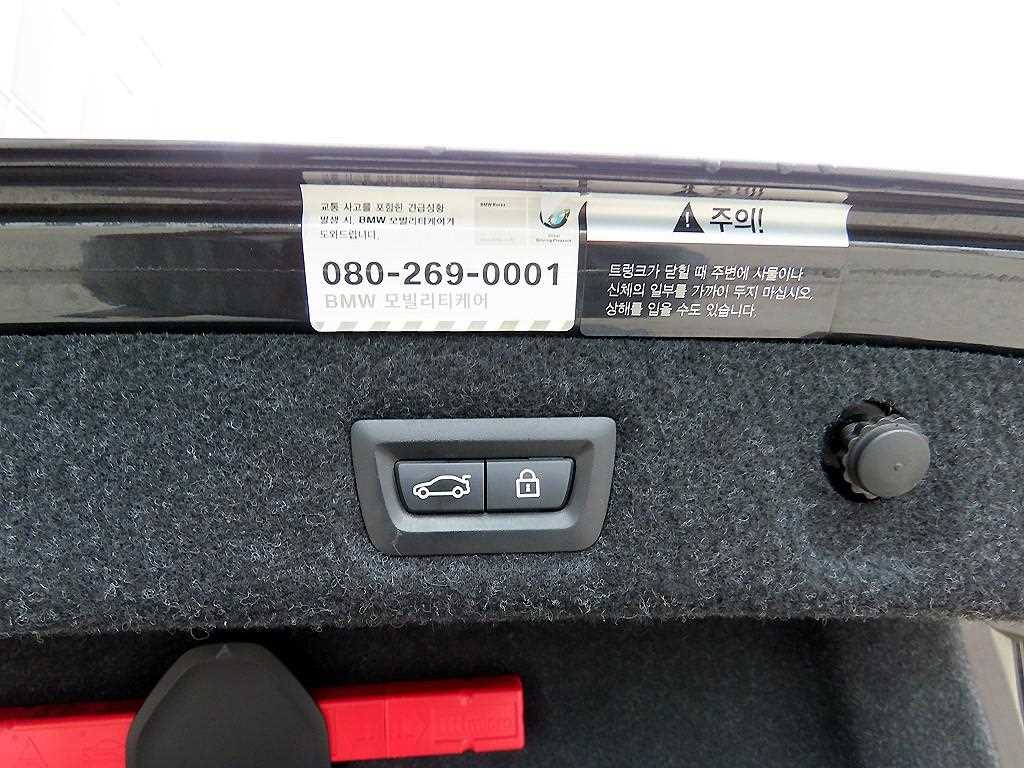 교통 사고를 포함한 긴급상황
발생 시, BMW 모빌리티케어가
도와드립니다.
BMW Korea
080-269-0001
BMW 모빌리티케어
주의!
트렁크가 닫힐 때 주변에 사물이나
신체의 일부를 가까이 두지 마십시오.
상해를 입을 수도 있습니다.